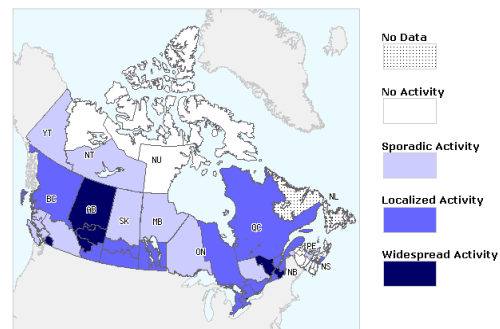 No Data
No Activity
Sporadic Activity
Localized Activity
Widespread Activity
YT
NT
NU
BC
AB
SK
MB
ON
QC
NL
PE
NB
NS